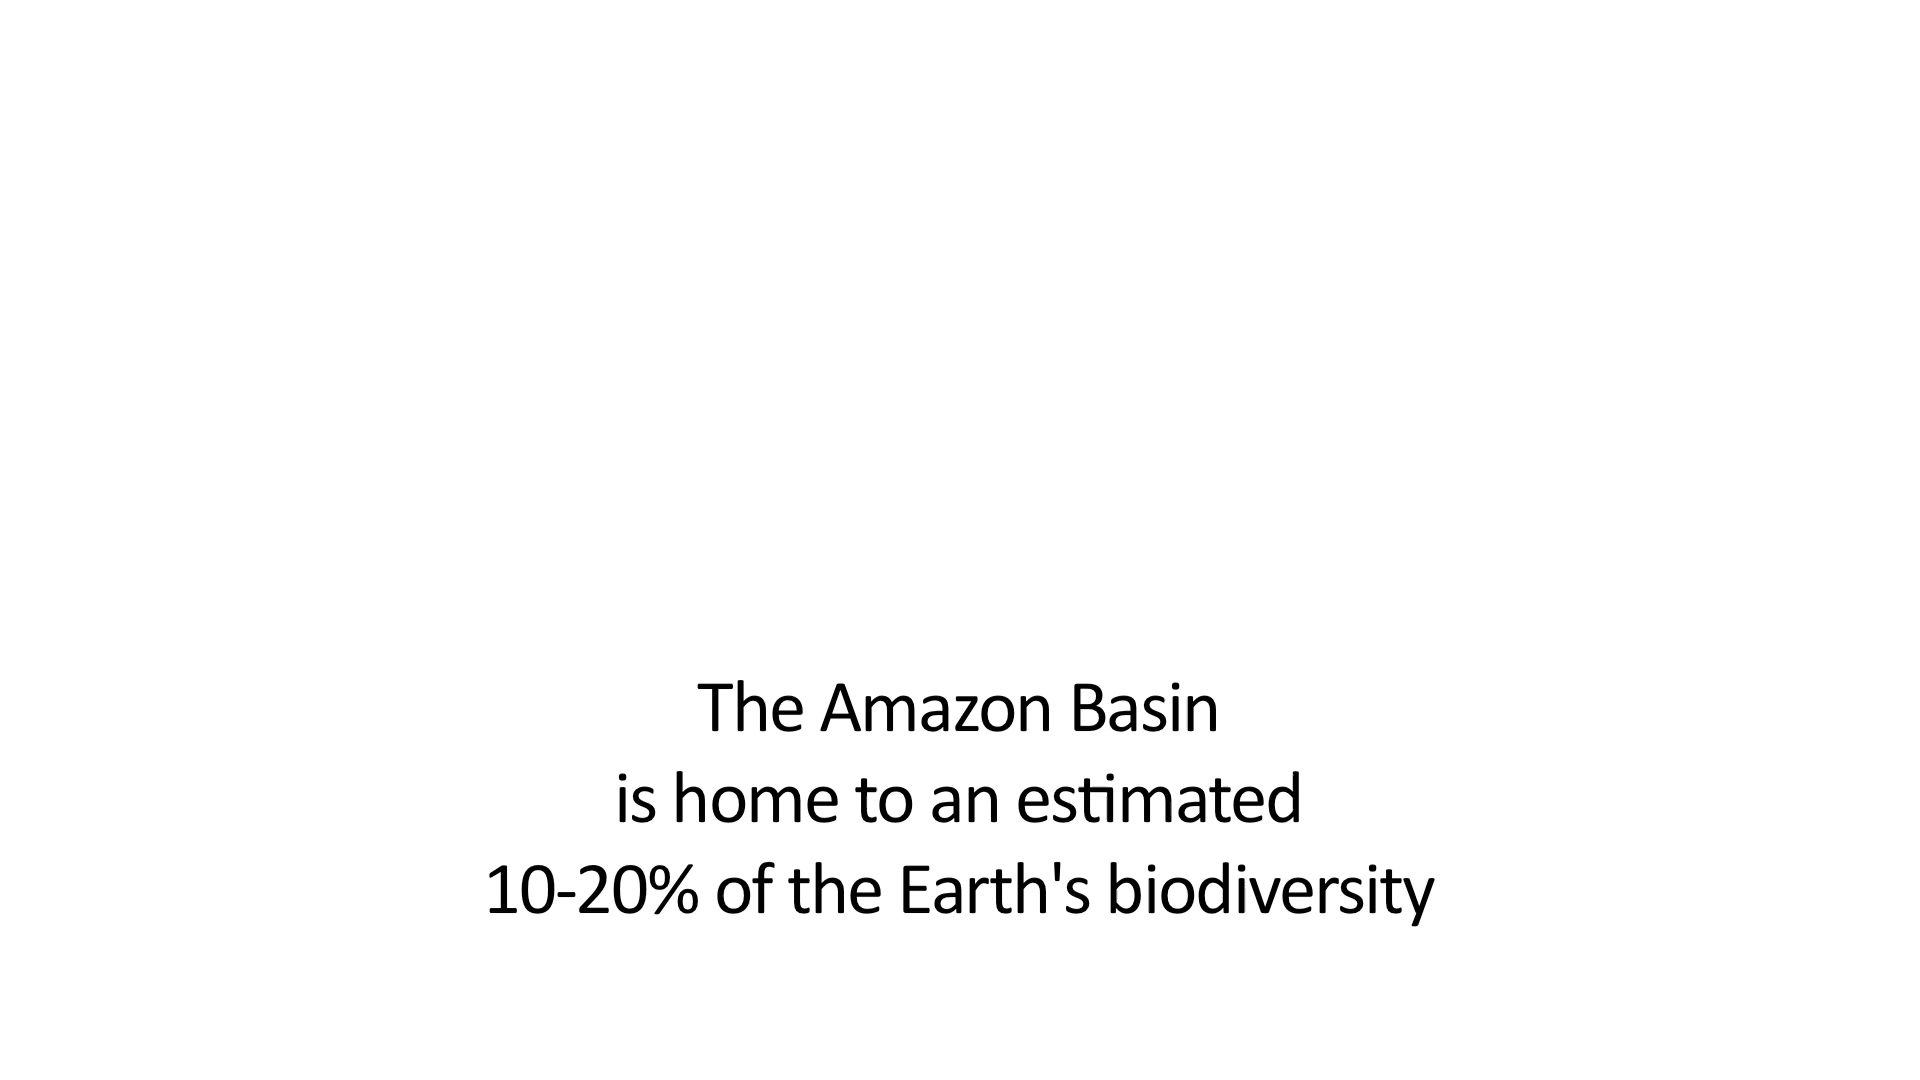 The Amazon Basin
is home to an estimated
10-20% of the Earth's biodiversity